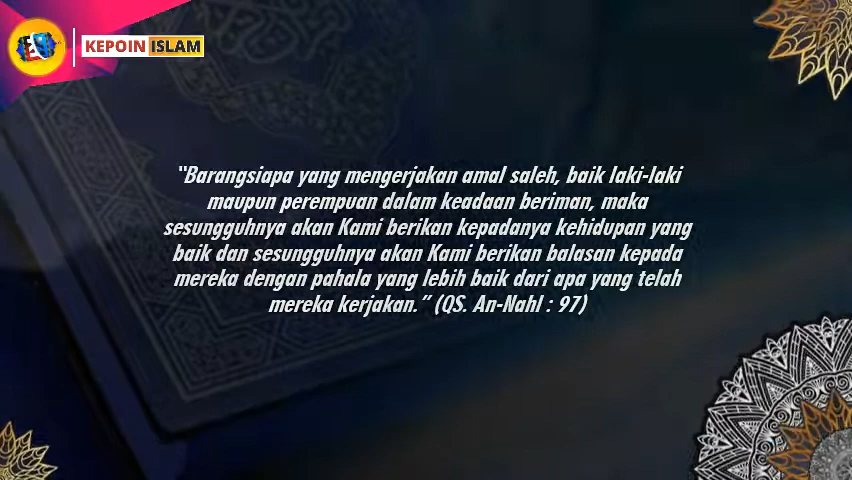 KEPOIN ISLAM
"Barangsiapa yang mengerjakan amal saleh, baik laki-laki
maupun perempuan dalam keadaan beriman, maka
sesungguhnya akan Kami berikan kepadanya kehidupan yang
baik dan sesungguhnya akan Kami berikan balasan kepada
mereka dengan pahala yang lebih baik dari apa yang telah
mereka kerjakan." (QS. An-Nahl : 97)